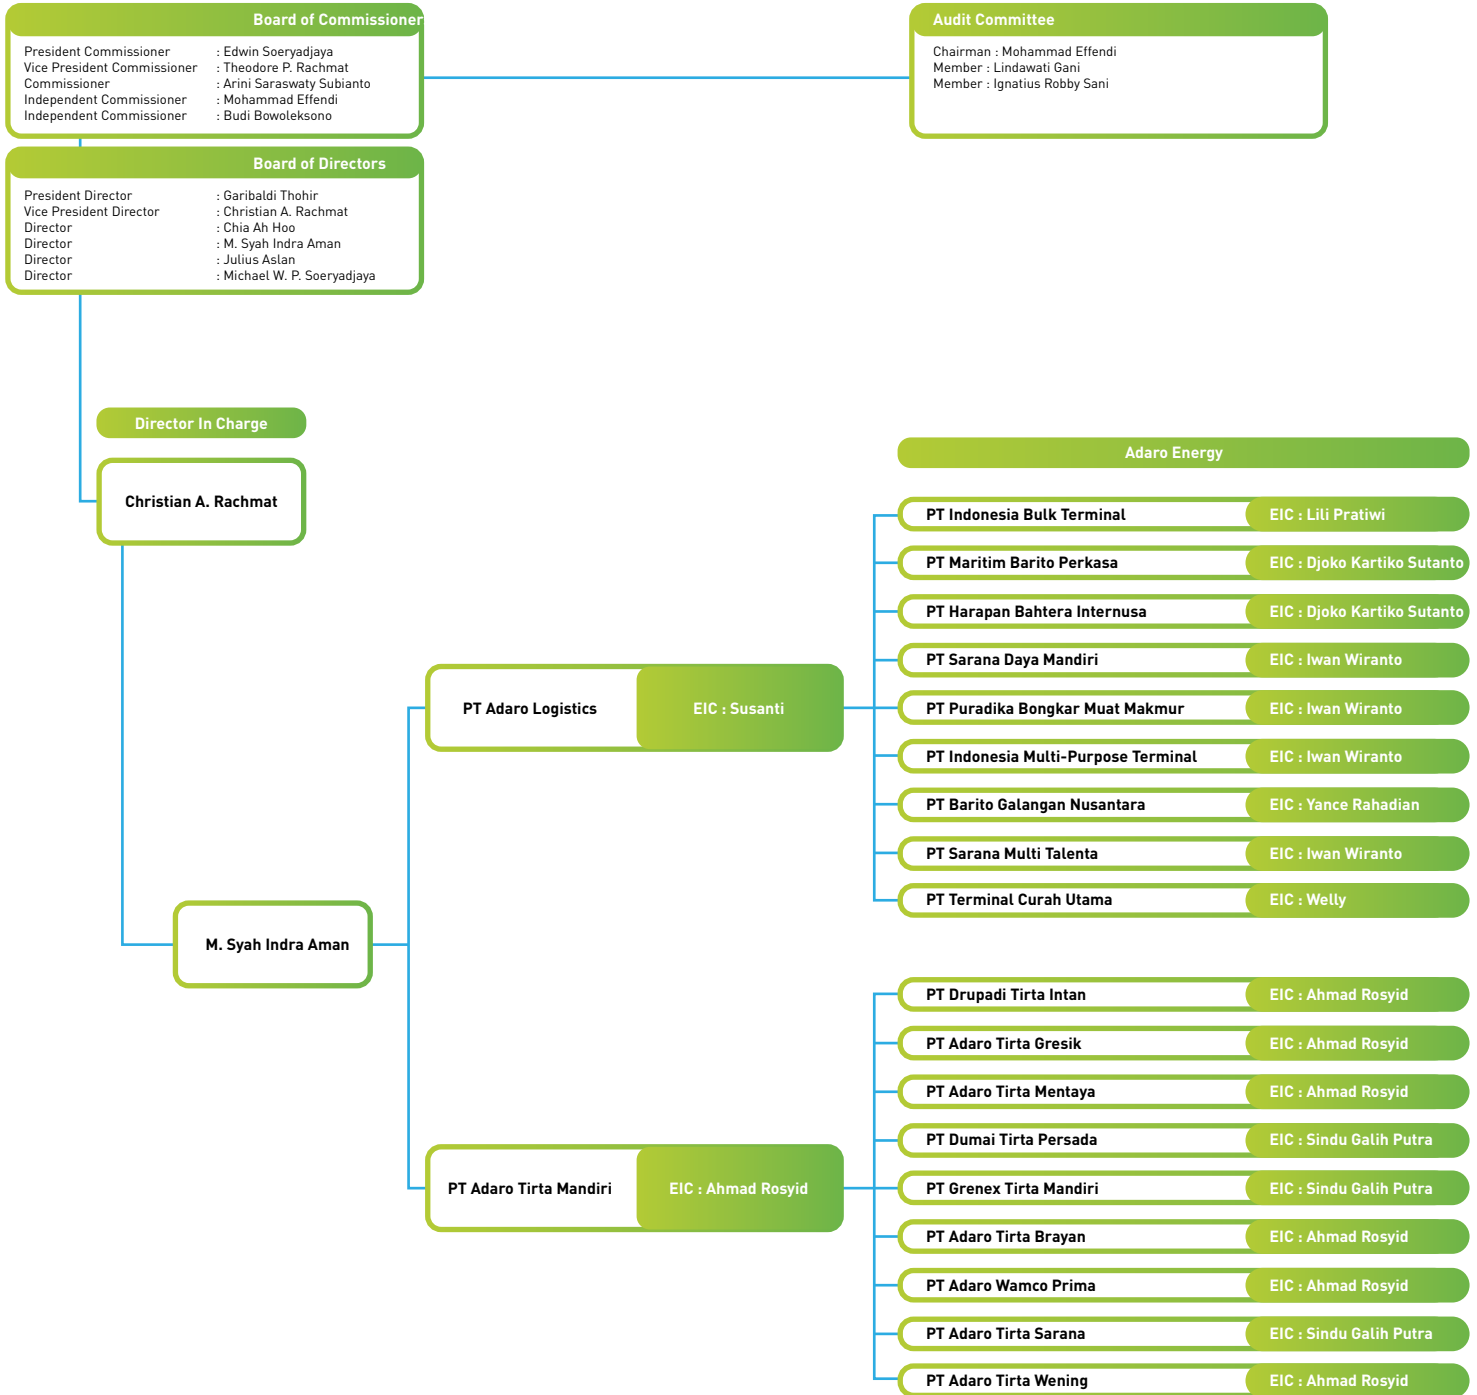 Board of Commissioner
President Commissioner : Edwin Soeryadjaya
Vice President Commissioner : Theodore P. Rachmat
Commissioner : Arini Saraswaty Subianto
Independent Commissioner : Mohammad Effendi
Independent Commissioner : Budi Bowoleksono
Audit Committee
Chairman : Mohammad Effendi
Member : Lindawati Gani
Member : Ignatius Robby Sani
Board of Directors
President Director : Garibaldi Thohir
Vice President Director : Christian A. Rachmat
Director : Chia Ah Hoo
Director : M. Syah Indra Aman
Director : Julius Aslan
Director : Michael W. P. Soeryadjaya
Director In Charge
Christian A. Rachmat
M. Syah Indra Aman
PT Adaro Logistics EIC : Susanti
PT Adaro Tirta Mandiri EIC : Ahmad Rosyid
Adaro Energy
PT Indonesia Bulk Terminal EIC : Lili Pratiwi
PT Maritim Barito Perkasa EIC : Djoko Kartiko Sutanto
PT Harapan Bahtera Internusa EIC : Djoko Kartiko Sutanto
PT Sarana Daya Mandiri EIC : Iwan Wiranto
PT Puradika Bongkar Muat Makmur EIC : Iwan Wiranto
PT Indonesia Multi-Purpose Terminal EIC : Iwan Wiranto
PT Barito Galangan Nusantara EIC : Yance Rahadian
PT Sarana Multi Talenta EIC : Iwan Wiranto
PT Terminal Curah Utama EIC : Welly
PT Drupadi Tirta Intan EIC : Ahmad Rosyid
PT Adaro Tirta Gresik EIC : Ahmad Rosyid
PT Adaro Tirta Mentaya EIC : Ahmad Rosyid
PT Dumai Tirta Persada EIC : Sindu Galih Putra
PT Grenex Tirta Mandiri EIC : Sindu Galih Putra
PT Adaro Tirta Brayan EIC : Ahmad Rosyid
PT Adaro Wamco Prima EIC : Ahmad Rosyid
PT Adaro Tirta Sarana EIC : Sindu Galih Putra
PT Adaro Tirta Wening EIC : Ahmad Rosyid